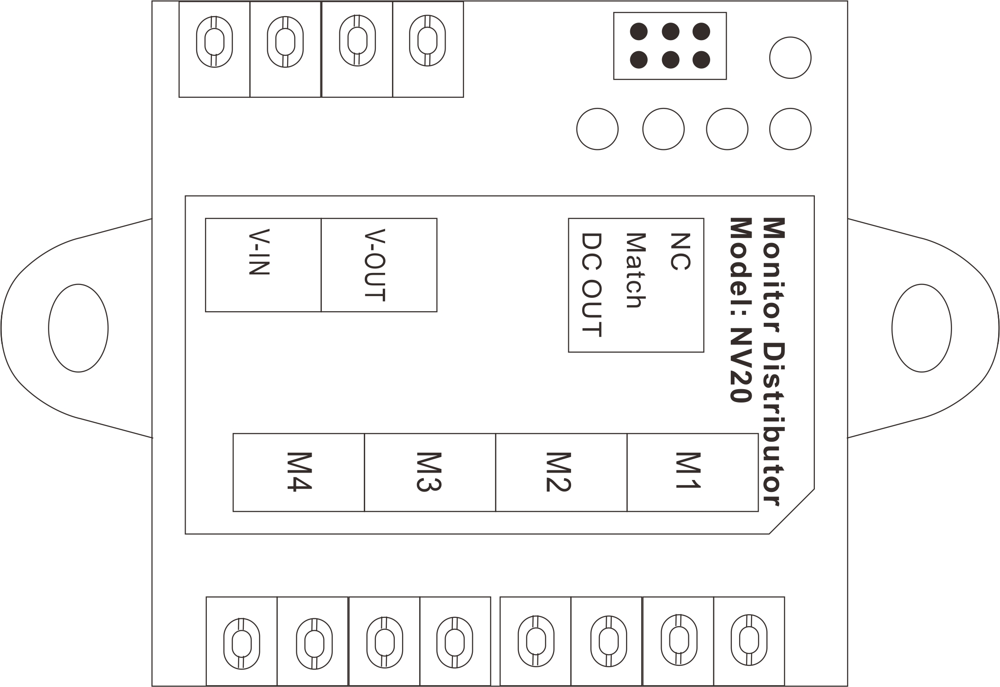 Monitor Distributor
Model: NV20
NC
Match
DC OUT
V-OUT
V-IN
M1
M2
M3
M4